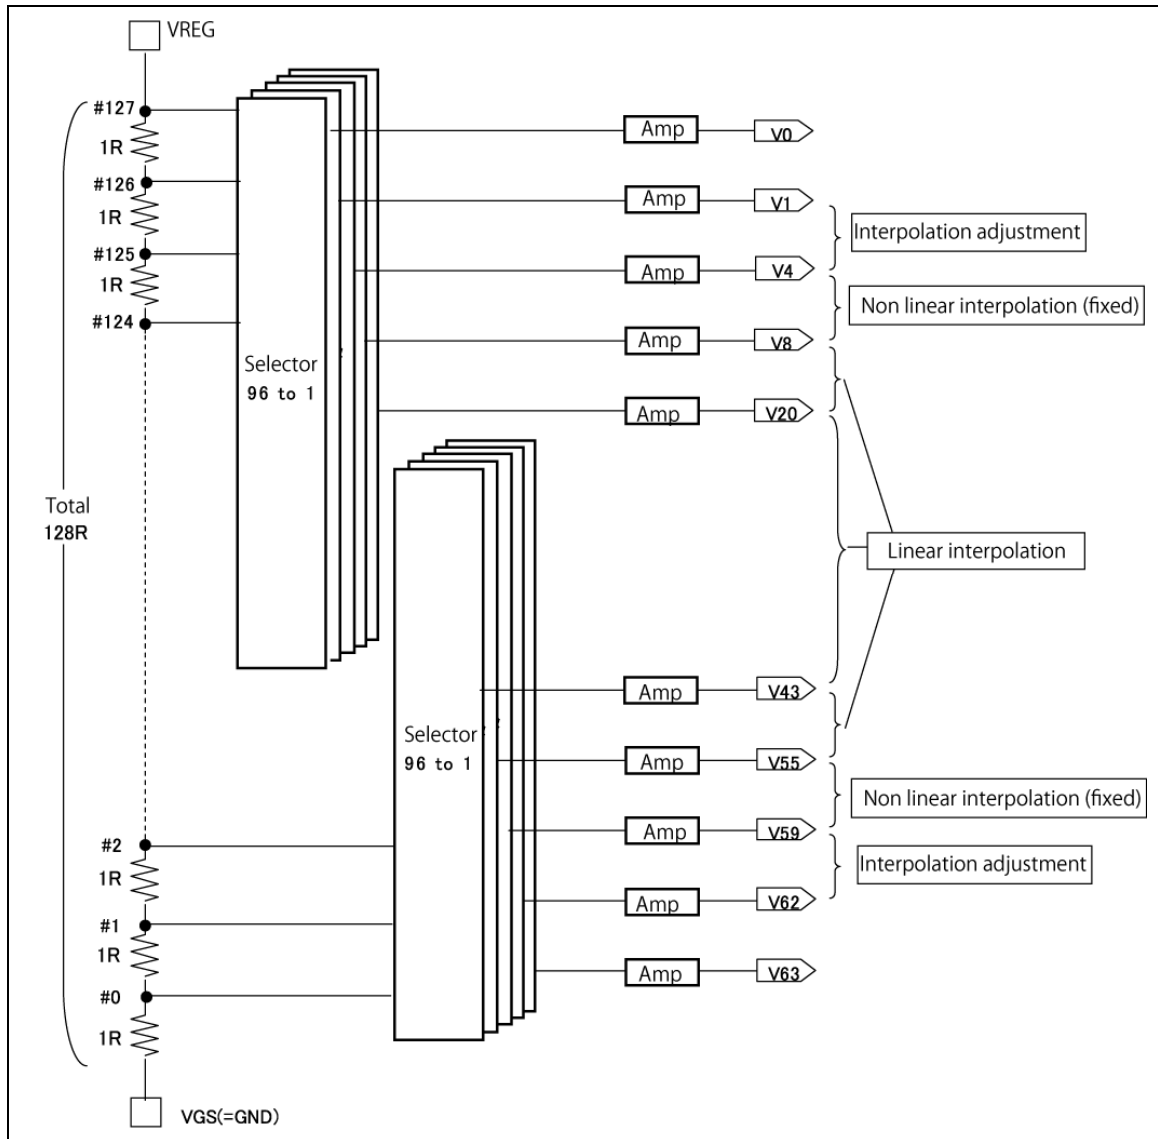 VREG
#127
1R
#126
1R
#125
1R
#124
Total
128R
#2
1R
#1
1R
#0
1R
VGS(=GND)
Selector
96 to 1
Selector
96 to 1
Amp
V0
Amp
V1
Amp
V4
Amp
V8
Amp
V20
Amp
V43
Amp
V55
Amp
V59
Amp
V62
Amp
V63
Interpolation adjustment
Non linear interpolation (fixed)
Linear interpolation
Non linear interpolation (fixed)
Interpolation adjustment